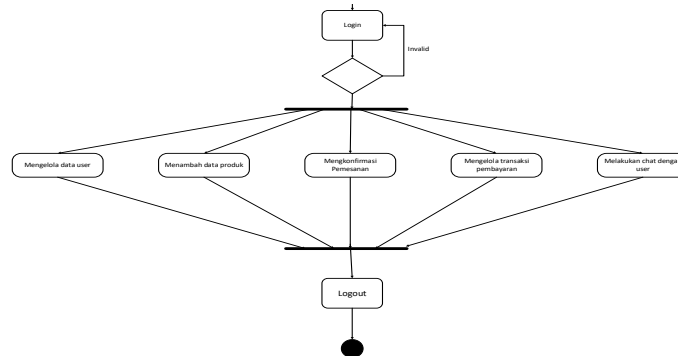 Login
Invalid
Mengelola data user
Menambah data produk
Mengkonfirmasi
Pemesanan
Mengelola transaksi
pembayaran
Melakukan chat denga
user
Logout